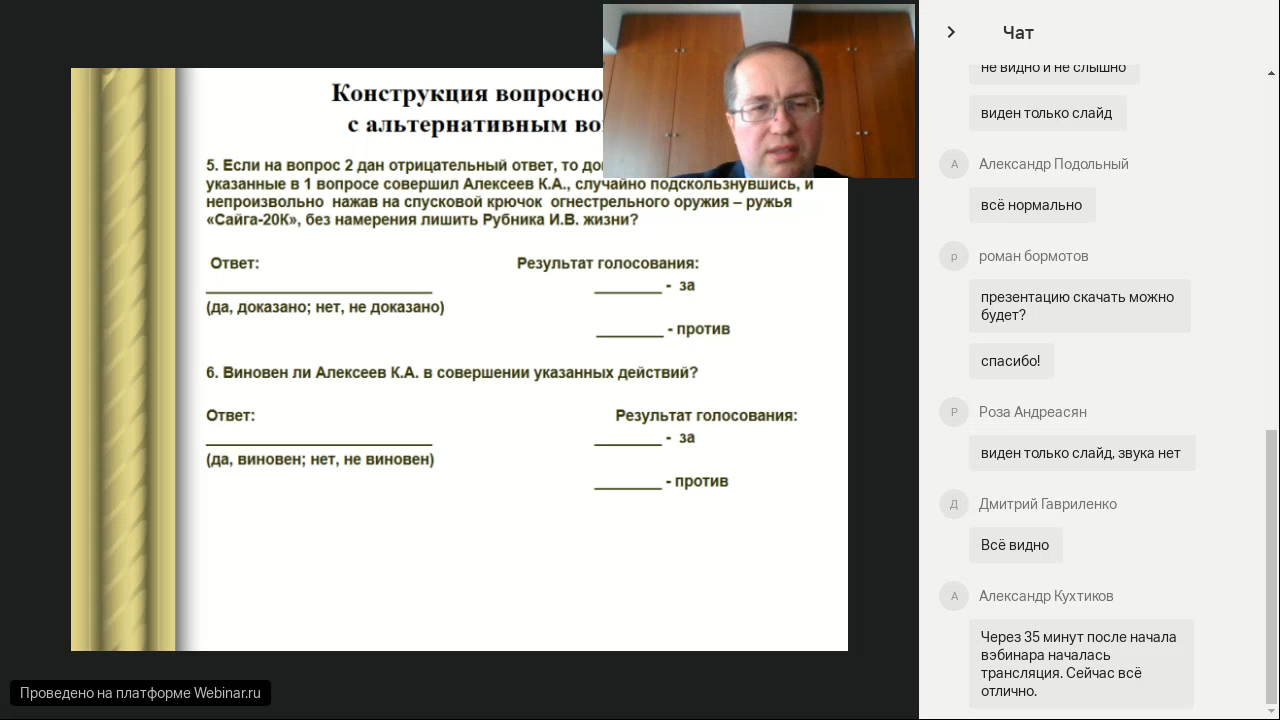 Конструкция
с альтернативным
5. Если на вопрос 2 дан отрицательный ответ, то
указанные в 1 вопросе совершил Алексеев К.А., случайно подскользнувшись, и
непроизвольно нажав на спусковой крючок огнестрельного оружия – ружья
«Сайга-20К», без намерения лишить Рубника И.В. жизни?
Ответ:
Результат голосования:
- за
(да, доказано; нет, не доказано)
- против
6. Виновен ли Алексеев К.А. в совершении указанных действий?
Ответ:
Результат голосования:
- за
(да, виновен; нет, не виновен)
- против
Проведено на платформе Webinar.ru
Чат
не видно и не слышно
виден только слайд
А
Александр Подольный
всё нормально
р
роман бормотов
презентацию скачать можно
будет?
спасибо!
Р
Роза Андреасян
виден только слайд, звука нет
Д
Дмитрий Гавриленко
Всё видно
А
Александр Кухтиков
Через 35 минут после начала
вэбинара началась
трансляция. Сейчас всё
отлично.